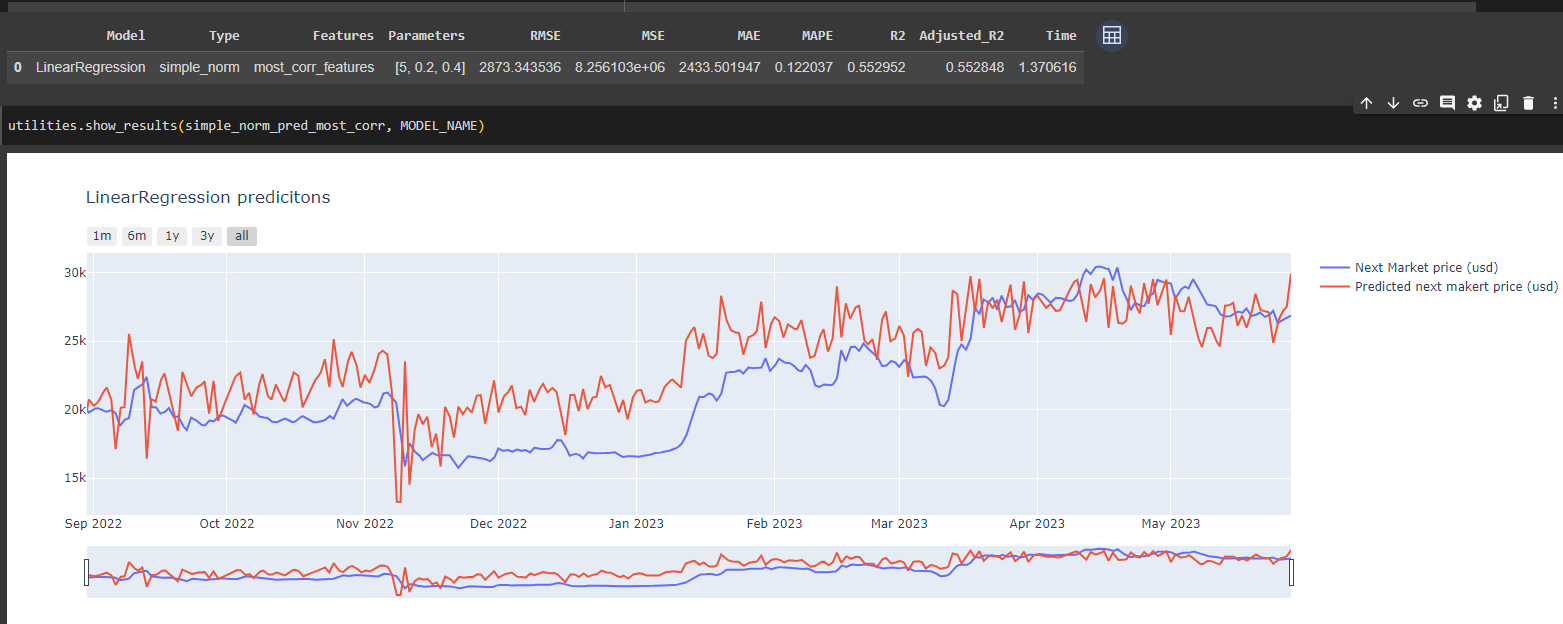 Model Type Features Parameters RMSE MSE MAE MAPE R2 Adjusted_R2 Time
0 LinearRegression simple_norm most_corr_features [5, 0.2, 0.4] 2873.343536 8.256103e+06 2433.501947 0.122037 0.552952 0.552848 1.370616
utilities.show_results(simple_norm_pred_most_corr, MODEL_NAME)
LinearRegression predicitons
1m 6m 1y 3y all
Next Market price (usd)
Predicted next makert price (usd)
30k
25k
20k
15k
Sep 2022 Oct 2022 Nov 2022 Dec 2022 Jan 2023 Feb 2023 Mar 2023 Apr 2023 May 2023